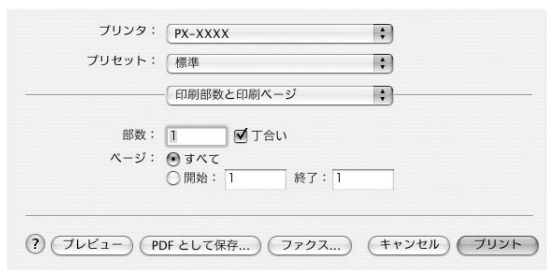 プリンタ： PX-XXXX
プリセット： 標準
印刷部数と印刷ページ
部数： 1 丁合い
ページ： すべて
開始： 1 終了： 1
? プレビュー PDF として保存... ファクス... キャンセル プリント